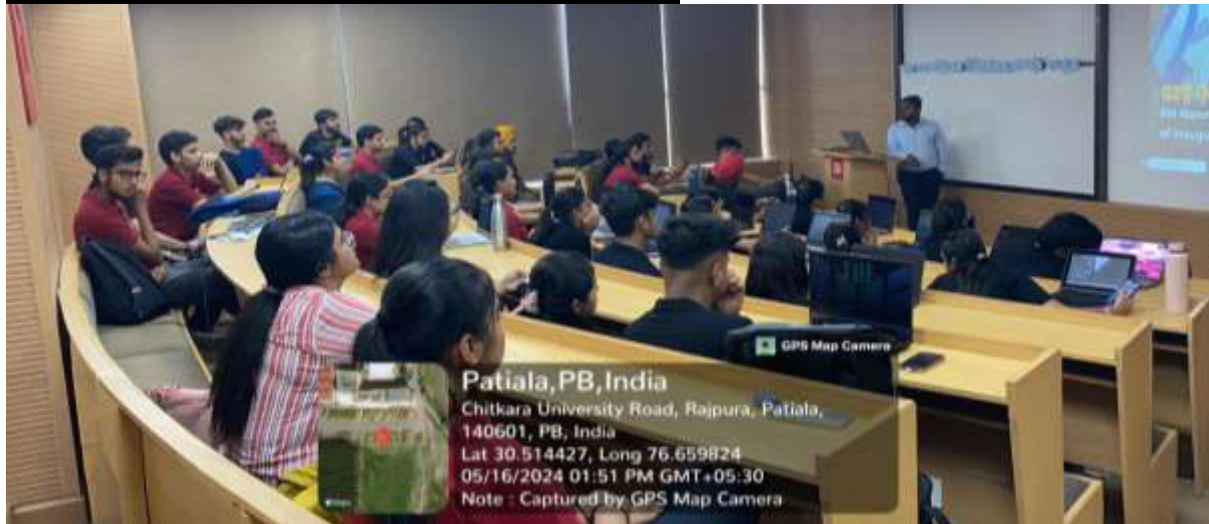 GPS Map Camera
Patiala,PB,India
Chitkara University Road, Rajpura, Patiala,
140601, PB, India
Lat 30.514427, Long 76.659824
05/16/2024 01:51 PM GMT+05:30
Note : Captured by GPS Map Camera